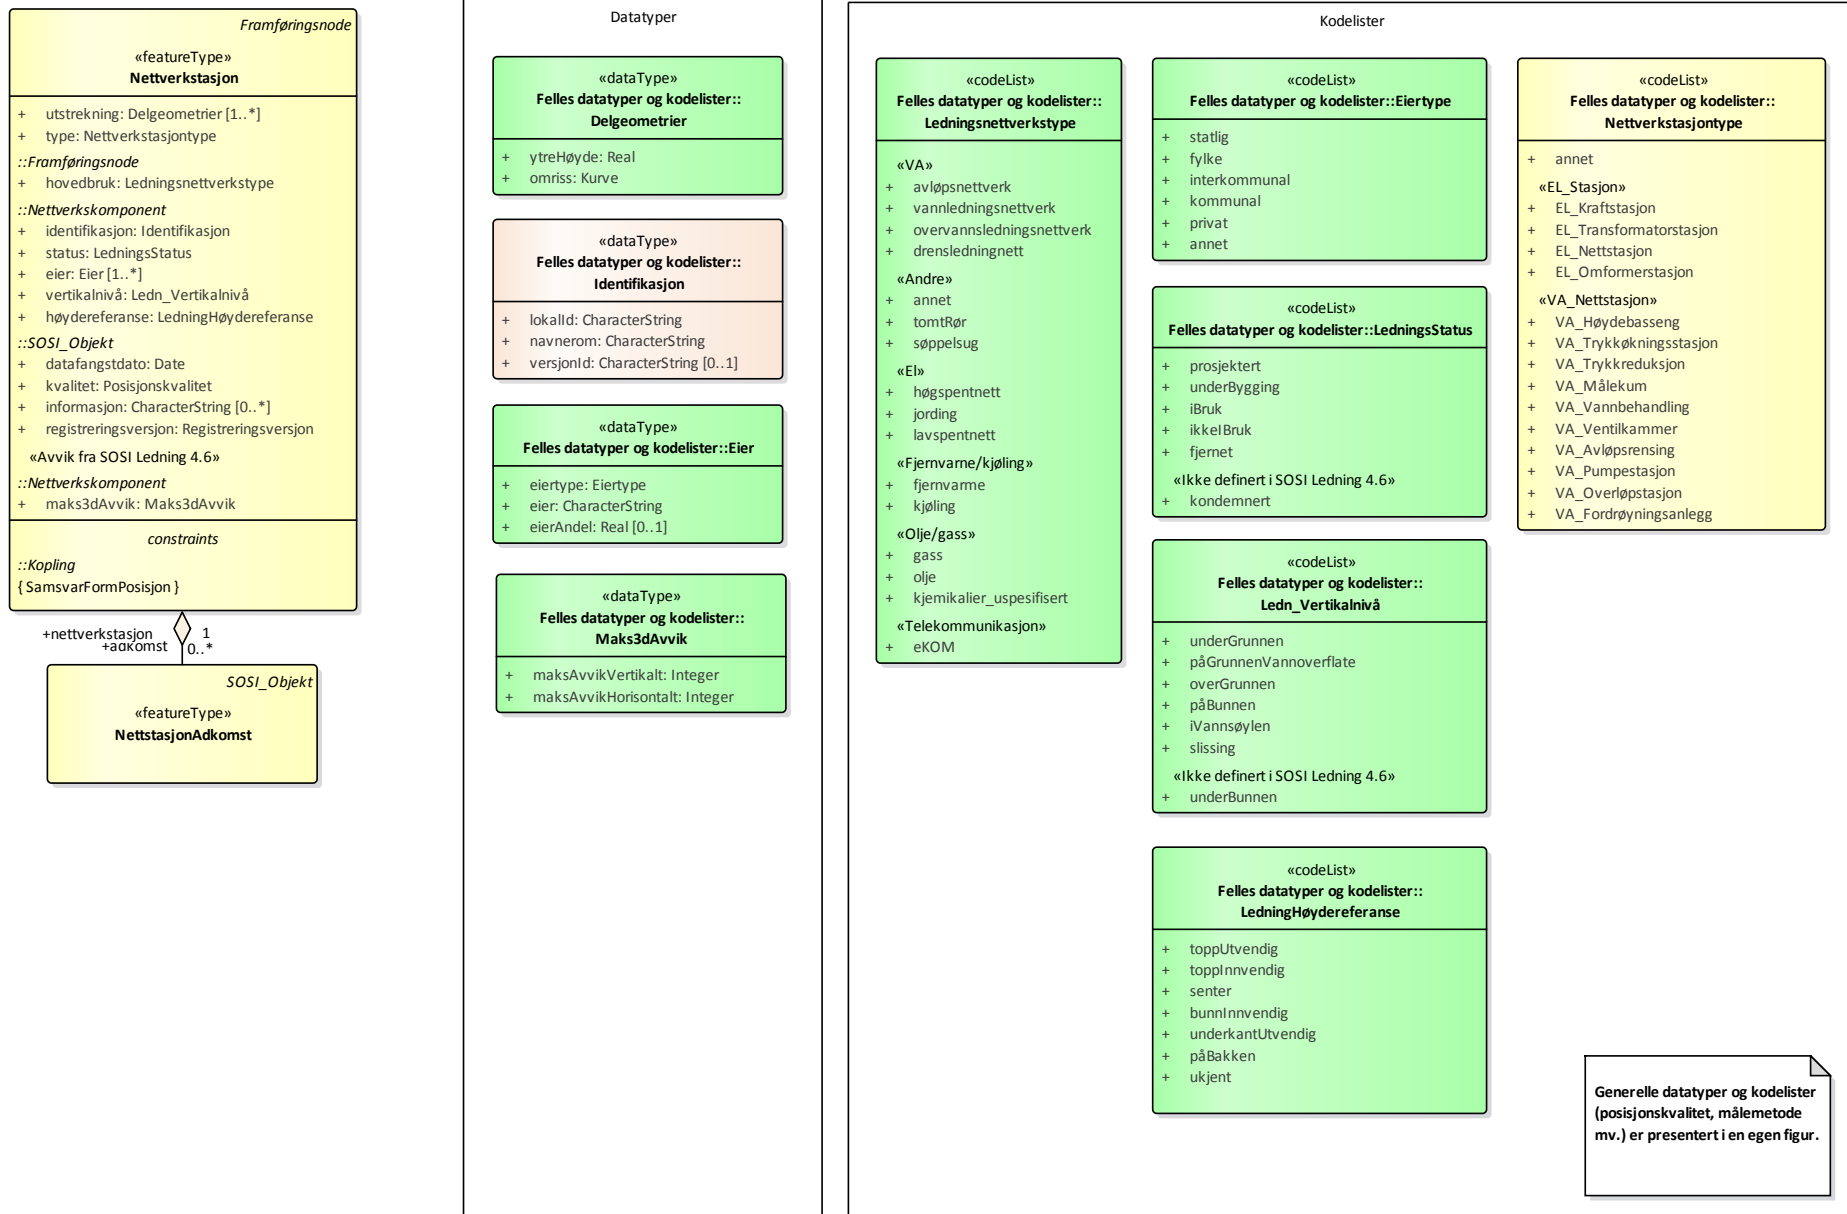 Framføringsnode
«featureType»
Nettverkstasjon
+ utstrekning: Delgeometrier [1..*]
+ type: Nettverkstasjontype
::Framføringsnode
+ hovedbruk: Ledningsnettverkstype
::Nettverkskomponent
+ identifikasjon: Identifikasjon
+ status: LedningsStatus
+ eier: Eier [1..*]
+ vertikalnivå: Ledn_Vertikalnivå
+ høydereferanse: LedningHøydereferanse
::SOSI_Objekt
+ datafangstdato: Date
+ kvalitet: Posisjonskvalitet
+ informasjon: CharacterString [0..*]
+ registreringsversjon: Registreringsversjon
«Avvik fra SOSI Ledning 4.6»
::Nettverkskomponent
+ maks3dAvvik: Maks3dAvvik
constraints
::Kopling
{ SamsvarFormPosisjon }
+nettverkstasjon 1
+adkomst 0..*
SOSI_Objekt
«featureType»
NettstasjonAdkomst
Datatyper
«dataType»
Felles datatyper og kodelister::
Delgeometrier
+ ytreHøyde: Real
+ omriss: Kurve
«dataType»
Felles datatyper og kodelister::
Identifikasjon
+ lokalId: CharacterString
+ navnerom: CharacterString
+ versjonId: CharacterString [0..1]
«dataType»
Felles datatyper og kodelister::Eier
+ eiertype: Eiertype
+ eier: CharacterString
+ eierAndel: Real [0..1]
«dataType»
Felles datatyper og kodelister::
Maks3dAvvik
+ maksAvvikVertikalt: Integer
+ maksAvvikHorisontalt: Integer
Kodelister
«codeList»
Felles datatyper og kodelister::
Ledningsnettverkstype
«VA»
+ avløpsnettverk
+ vannledningsnettverk
+ overvannsledningsnettverk
+ drensledningnett
«Andre»
+ annet
+ tomtRør
+ søppelsug
«El»
+ høgspentnett
+ jording
+ lavspentnett
«Fjernvarne/kjøling»
+ fjernvarme
+ kjøling
«Olje/gass»
+ gass
+ olje
+ kjemikalier_uspesifisert
«Telekommunikasjon»
+ eKOM
«codeList»
Felles datatyper og kodelister::Eiertype
+ statlig
+ fylke
+ interkommunal
+ kommunal
+ privat
+ annet
«codeList»
Felles datatyper og kodelister::LedningsStatus
+ prosjektert
+ underBygging
+ iBruk
+ ikkeIBruk
+ fjernet
«Ikke definert i SOSI Ledning 4.6»
+ kondemnert
«codeList»
Felles datatyper og kodelister::
Ledn_Vertikalnivå
+ underGrunnen
+ påGrunnenVannoverflate
+ overGrunnen
+ påBunnen
+ iVannsøylen
+ slissing
«Ikke definert i SOSI Ledning 4.6»
+ underBunnen
«codeList»
Felles datatyper og kodelister::
LedningHøydereferanse
+ toppUtvendig
+ toppInnvendig
+ senter
+ bunnInnvendig
+ underkantUtvendig
+ påBakken
+ ukjent
«codeList»
Felles datatyper og kodelister::
Nettverkstasjontype
+ annet
«EL_Stasjon»
+ EL_Kraftstasjon
+ EL_Transformatorstasjon
+ EL_Nettstasjon
+ EL_Omformerstasjon
«VA_Nettstasjon»
+ VA_Høydebasseng
+ VA_Trykkøkningsstasjon
+ VA_Trykkreduksjon
+ VA_Målekum
+ VA_Vannbehandling
+ VA_Ventilkammer
+ VA_Avløpsrensing
+ VA_Pumpestasjon
+ VA_Overløpstasjon
+ VA_Fordrøyningsanlegg
Generelle datatyper og kodelister
(posisjonskvalitet, målemetode
mv.) er presentert i en egen figur.